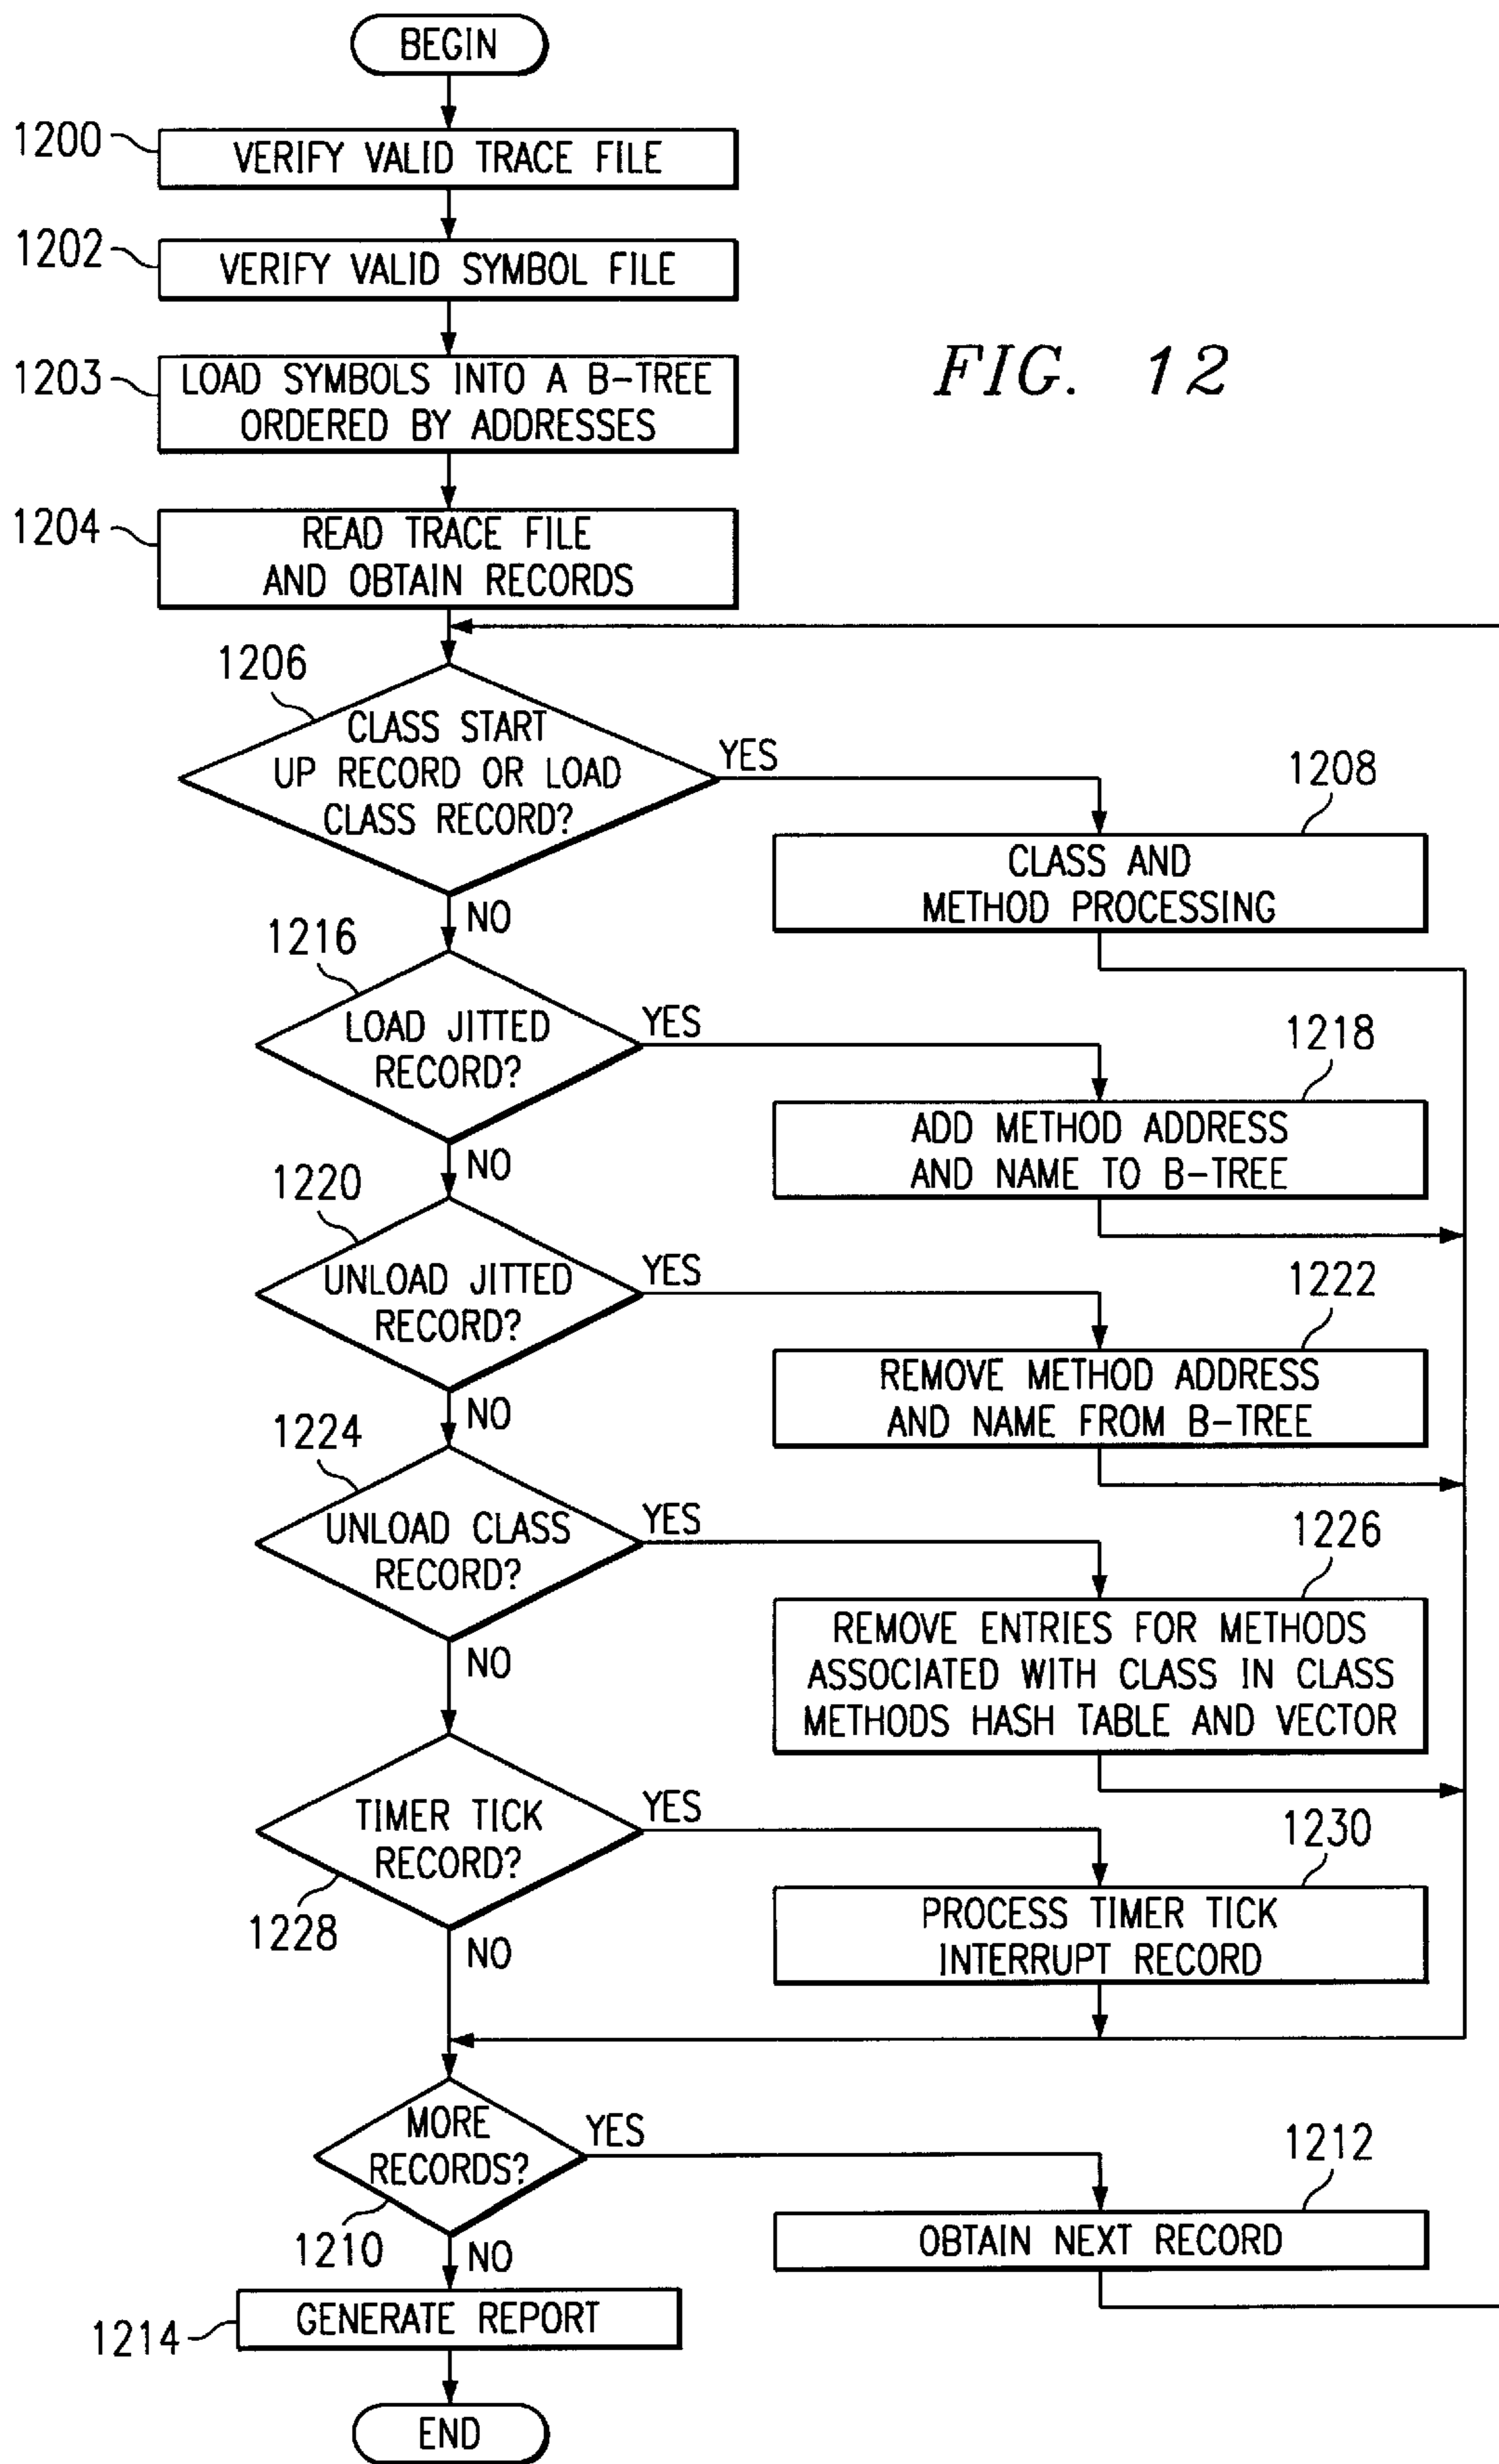 BEGIN
1200
VERIFY VALID TRACE FILE
1202
VERIFY VALID SYMBOL FILE
1203
LOAD SYMBOLS INTO A B-TREE
ORDERED BY ADDRESSES
FIG. 12
1204
READ TRACE FILE
AND OBTAIN RECORDS
1206
CLASS START
UP RECORD OR LOAD
CLASS RECORD?
YES
NO
1208
CLASS AND
METHOD PROCESSING
1216
LOAD JITTED
RECORD?
YES
NO
1218
ADD METHOD ADDRESS
AND NAME TO B-TREE
1220
UNLOAD JITTED
RECORD?
YES
NO
1222
REMOVE METHOD ADDRESS
AND NAME FROM B-TREE
1224
UNLOAD CLASS
RECORD?
YES
NO
1226
REMOVE ENTRIES FOR METHODS
ASSOCIATED WITH CLASS IN CLASS
METHODS HASH TABLE AND VECTOR
TIMER TICK
RECORD?
YES
1228
NO
1230
PROCESS TIMER TICK
INTERRUPT RECORD
MORE
RECORDS?
YES
1210
NO
1212
OBTAIN NEXT RECORD
1214
GENERATE REPORT
END